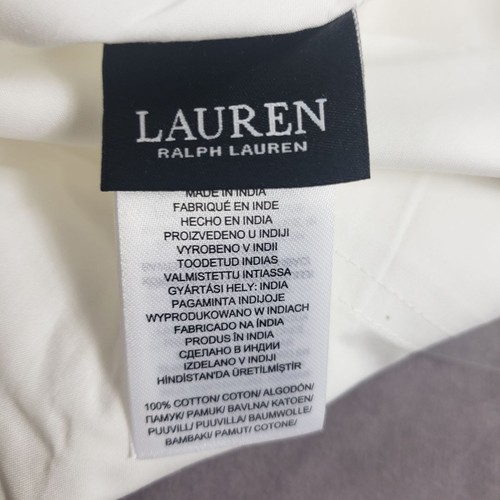 LAUREN
RALPH LAUREN
MADE IN INDIA
FABRIQUÉ EN INDE
HECHO EN INDIA
PROIZVEDENO U INDIJI
VYROBENO V INDII
TOODETUD INDIAS
VALMISTETTU INTIASSA
GYÁRTÁSI HELY: INDIA
PAGAMINTA INDIJOJE
WYPRODUKOWANO W INDIACH
FABRICADO NA ÍNDIA
PRODUS ÎN INDIA
СДЕЛАНО В ИНДИИ
IZDELANO V INDIJI
HİNDİSTAN'DA ÜRETİLMİŞTİR
100% COTTON/ COTON/ ALGODÓN/
ПАМУК/ PAMUK/ BAVLNA/ KATOEN/
PUUVILL/ PUUVILLA/ BAUMWOLLE/
BAMBAKI/ PAMUT/ COTONE/